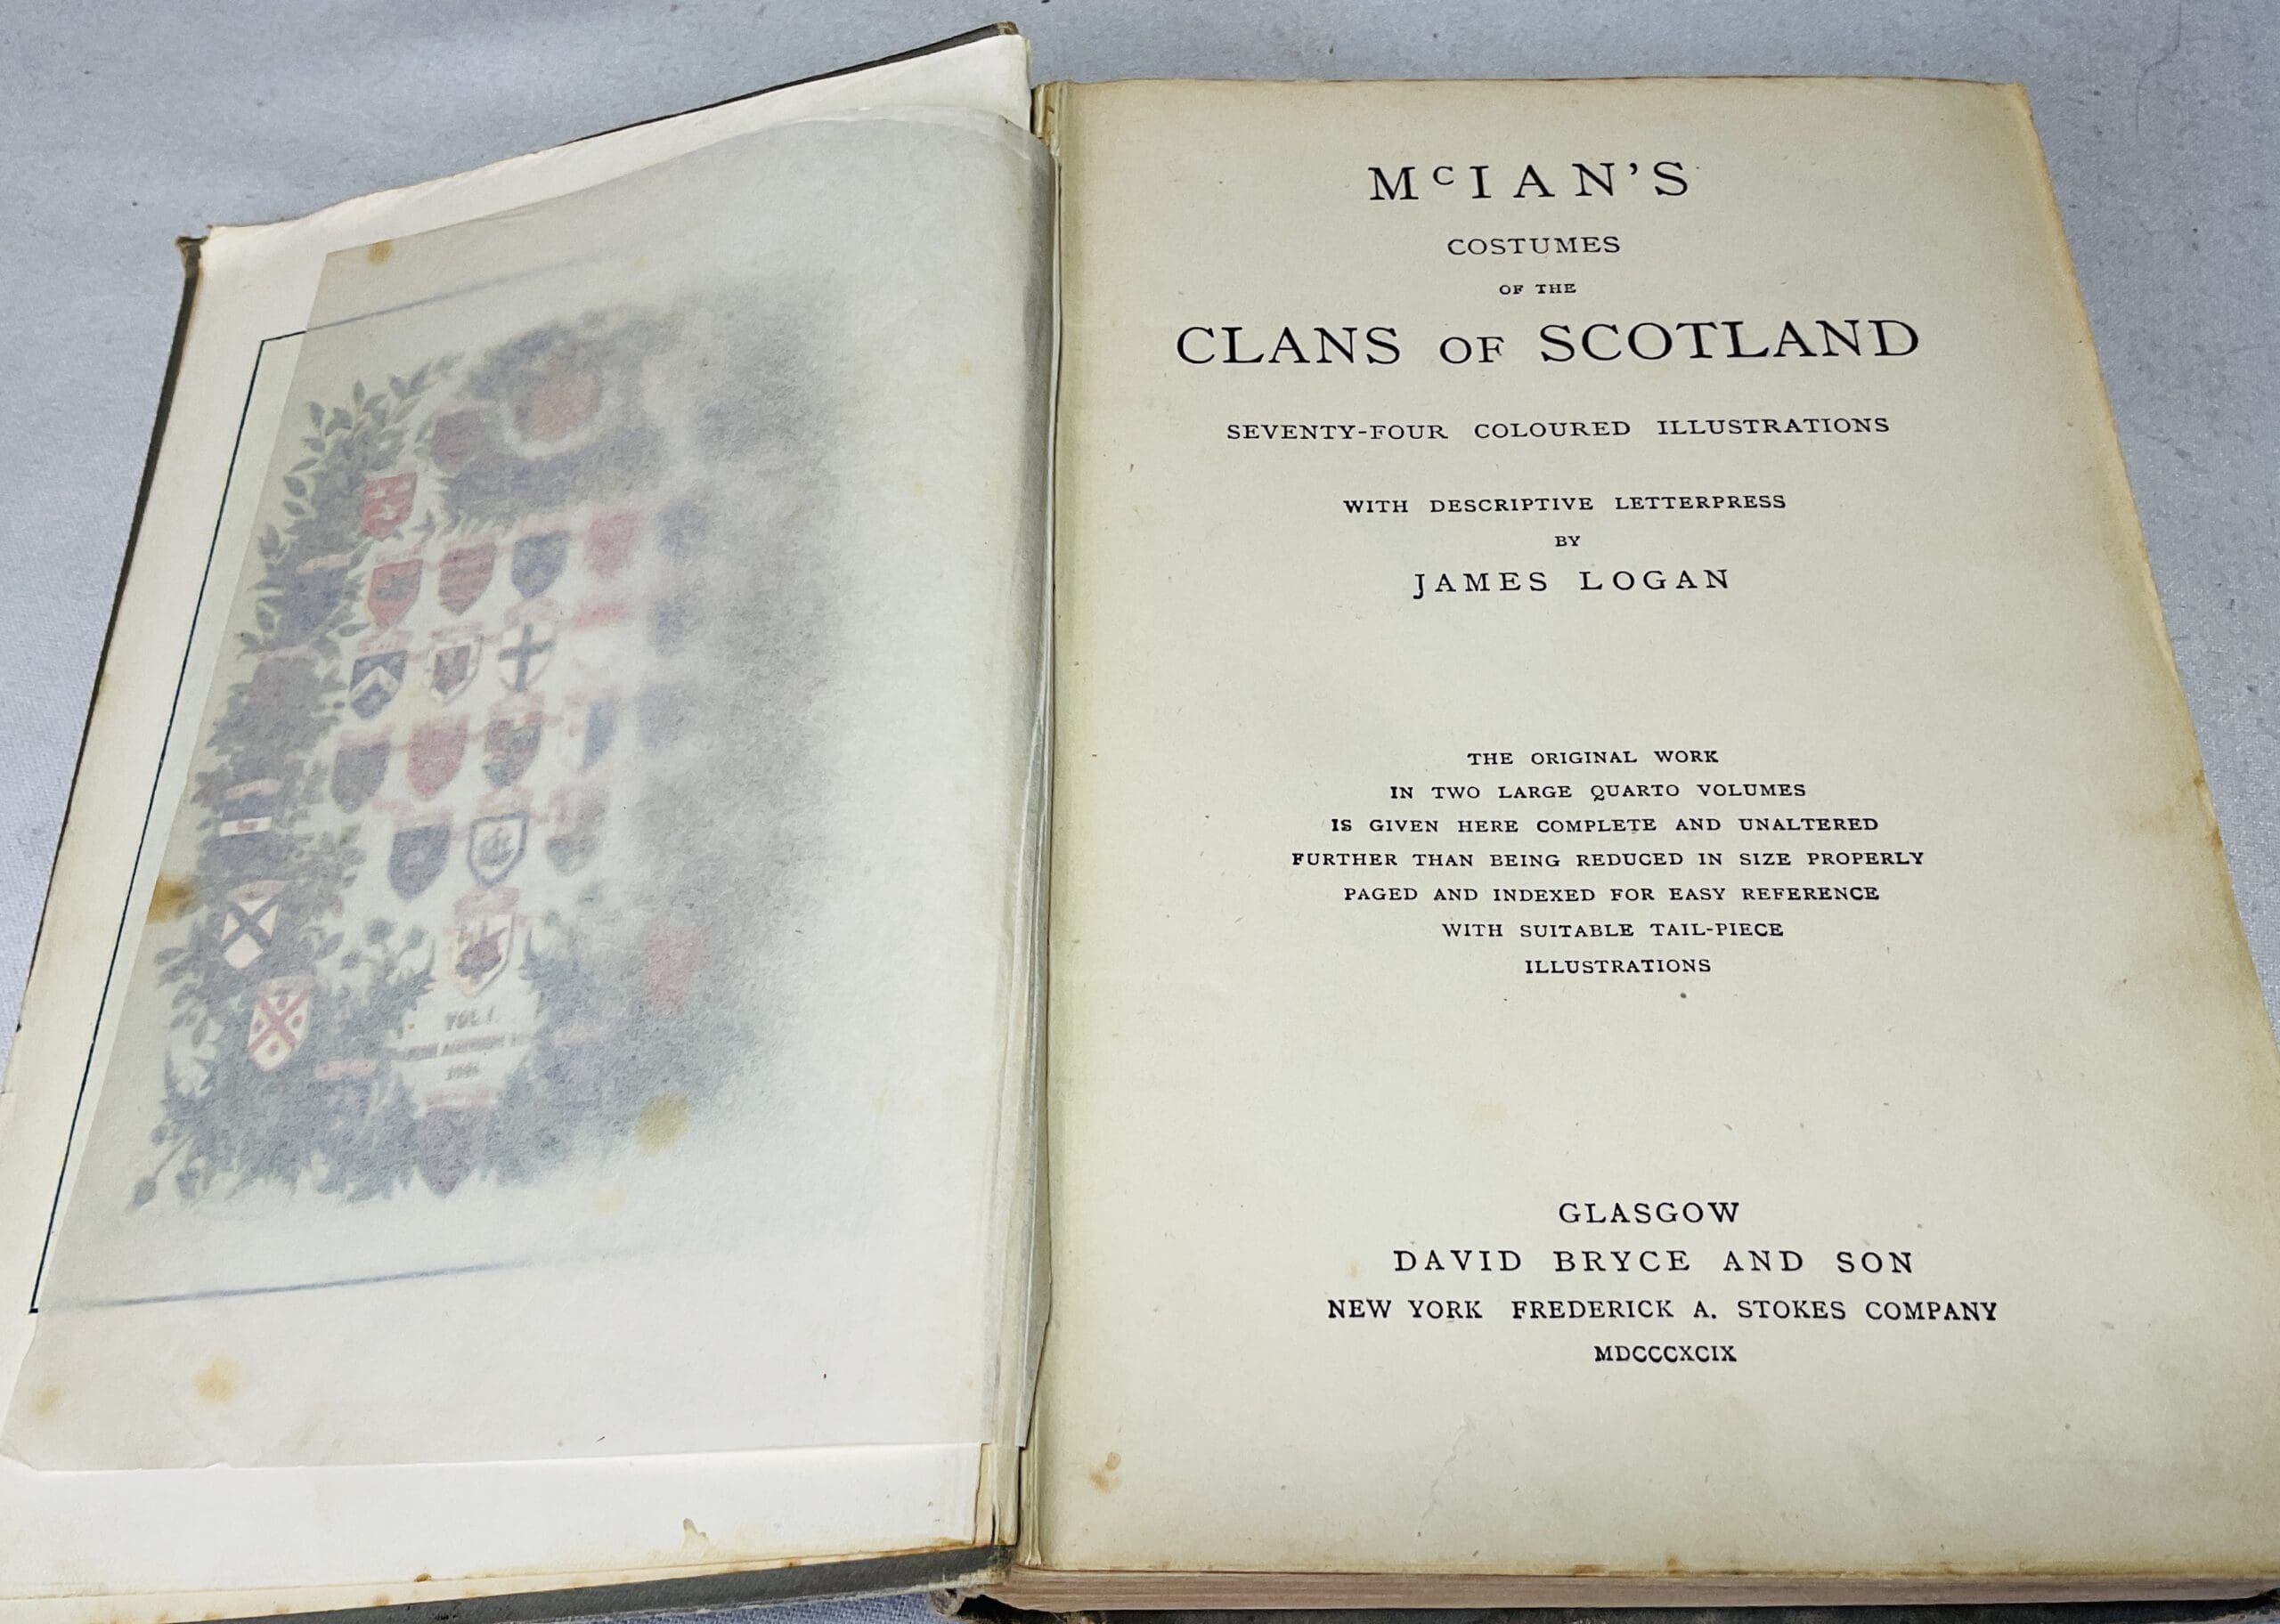 VOL I.
McIAN'S
COSTUMES
OF THE
CLANS OF SCOTLAND
SEVENTY-FOUR COLOURED ILLUSTRATIONS
WITH DESCRIPTIVE LETTERPRESS
BY
JAMES LOGAN
THE ORIGINAL WORK
IN TWO LARGE QUARTO VOLUMES
IS GIVEN HERE COMPLETE AND UNALTERED
FURTHER THAN BEING REDUCED IN SIZE PROPERLY
PAGED AND INDEXED FOR EASY REFERENCE
WITH SUITABLE TAIL-PIECE
ILLUSTRATIONS
GLASGOW
DAVID BRYCE AND SON
NEW YORK FREDERICK A. STOKES COMPANY
MDCCCXCIX